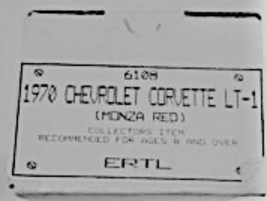 6108
1970 CHEVROLET CORVETTE LT-1
(MONZA RED)
COLLECTORS ITEM
RECOMMENDED FOR AGES 8 AND OVER
ERTL